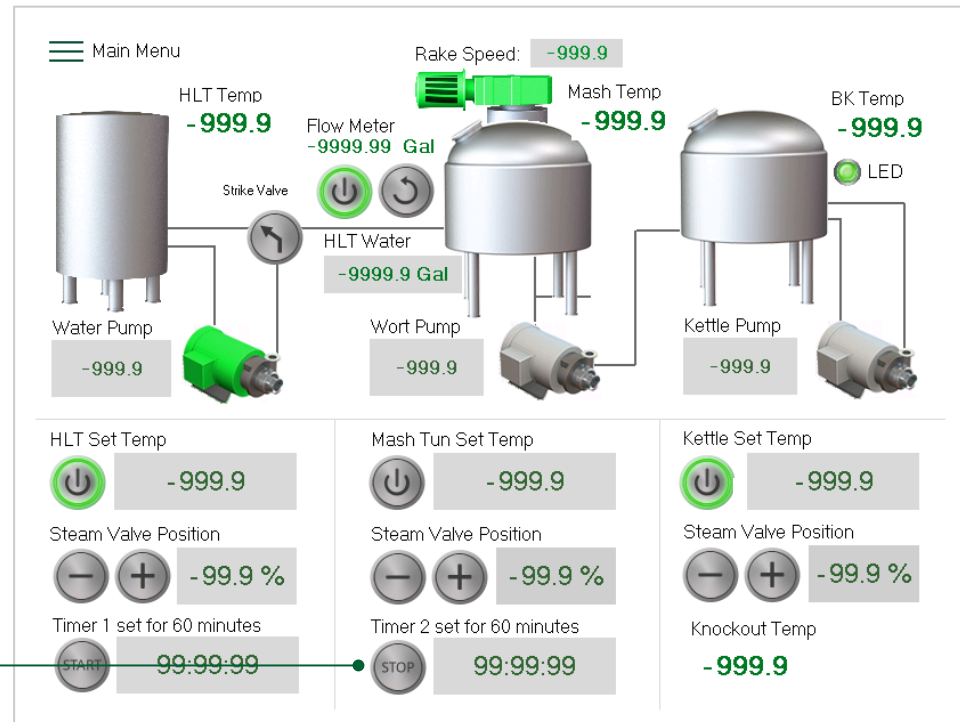 Main Menu
Rake Speed: -999.9
HLT Temp
-999.9
Mash Temp
-999.9
BK Temp
-999.9
Flow Meter
-9999.99 Gal
LED
Strike Valve
HLT Water
-9999.9 Gal
Water Pump
-999.9
Wort Pump
-999.9
Kettle Pump
-999.9
HLT Set Temp
-999.9
Steam Valve Position
-99.9 %
Timer 1 set for 60 minutes
START 99:99:99
Mash Tun Set Temp
-999.9
Steam Valve Position
-99.9 %
Timer 2 set for 60 minutes
STOP 99:99:99
Kettle Set Temp
-999.9
Steam Valve Position
-99.9 %
Knockout Temp
-999.9